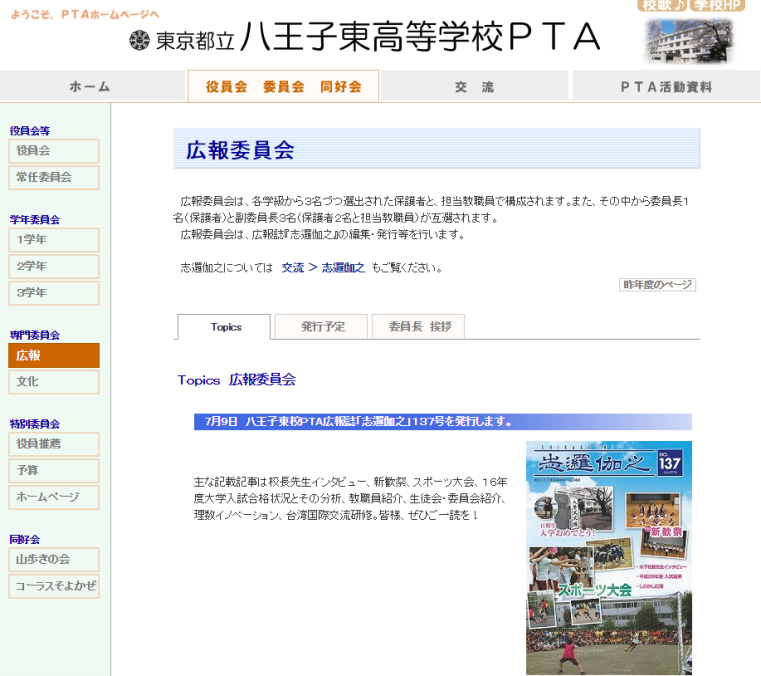 ようこそ、PTAホームページへ
東京都立 八王子東高等学校PTA
校歌♪ 学校HP
ホーム 役員会 委員会 同好会 交 流 PTA活動資料
役員会等
役員会
常任委員会
学年委員会
1学年
2学年
3学年
専門委員会
広報
文化
特別委員会
役員推薦
予算
ホームページ
同好会
山歩きの会
コーラスそよかぜ
広報委員会
広報委員会は、各学級から3名づつ選出された保護者と、担当教職員で構成されます。また、その中から委員長1
名(保護者)と副委員長3名(保護者2名と担当教職員)が互選されます。
広報委員会は、広報誌『志邏伽之』の編集・発行等を行います。
志邏伽之については 交流 > 志邏伽之 もご覧ください。
昨年度のページ
Topics 発行予定 委員長 挨拶
Topics 広報委員会
7月9日 八王子東校PTA広報誌「志邏伽之」137号を発行します。
主な記載記事は校長先生インタビュー、新歓祭、スポーツ大会、16年
度大学入試合格状況とその分析、教職員紹介、生徒会・委員会紹介、
理数イノベーション、台湾国際交流研修。皆様、ぜひご一読を!
志邏伽之
NO.
137
入学おめでとう!
新歓祭
スポーツ大会